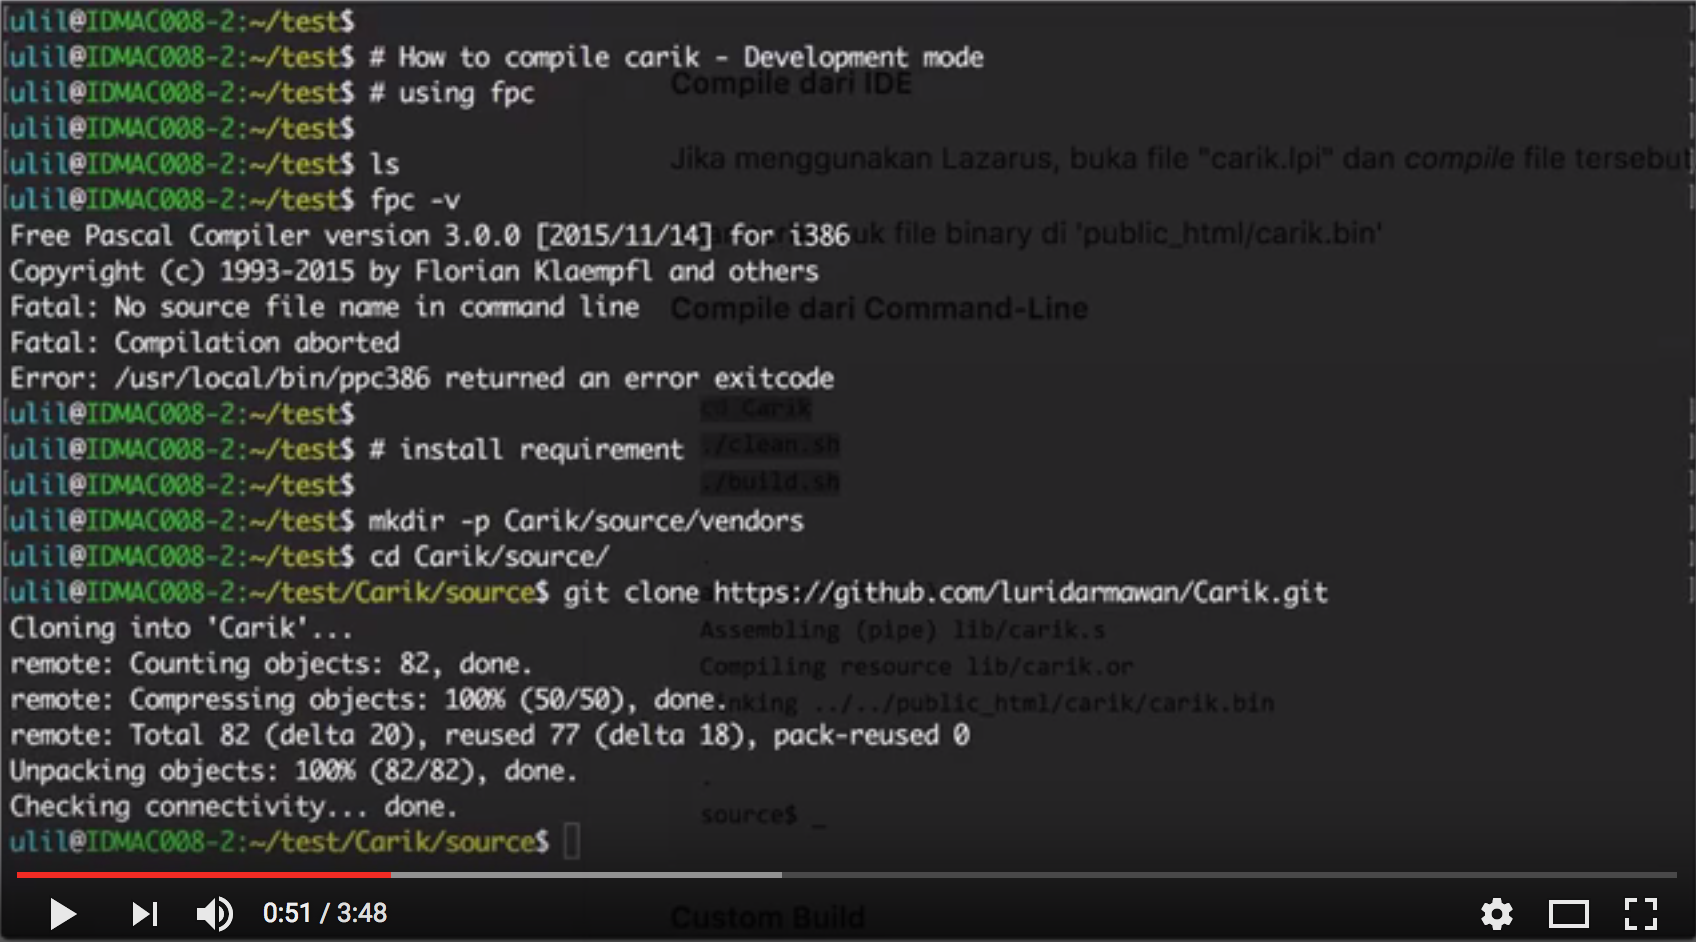 ulil@IDMAC008-2:~/test$
ulil@IDMAC008-2:~/test$ # How to compile carik - Development mode
Compile dari IDE
ulil@IDMAC008-2:~/test$ # using fpc
ulil@IDMAC008-2:~/test$
Jika menggunakan Lazarus, buka file "carik.lpi" dan compile file tersebut
ulil@IDMAC008-2:~/test$ ls
ulil@IDMAC008-2:~/test$ fpc -v
Free Pascal Compiler version 3.0.0 [2015/11/14] for i386
file binary di 'public_html/carik.bin'
Copyright (c) 1993-2015 by Florian Klaempfl and others
Fatal: No source file name in command line
Compile dari Command-Line
Fatal: Compilation aborted
Error: /usr/local/bin/ppc386 returned an error exitcode
ulil@IDMAC008-2:~/test$
cd Carik
ulil@IDMAC008-2:~/test$ # install requirement
./clean.sh
ulil@IDMAC008-2:~/test$
./build.sh
ulil@IDMAC008-2:~/test$ mkdir -p Carik/source/vendors
ulil@IDMAC008-2:~/test$ cd Carik/source/
.
ulil@IDMAC008-2:~/test/Carik/source$ git clone https://github.com/luridarmawan/Carik.git
Cloning into 'Carik'...
Assembling (pipe) lib/carik.s
remote: Counting objects: 82, done.
Compiling resource lib/carik.or
remote: Compressing objects: 100% (50/50), done.
Linking ../../public_html/carik/carik.bin
remote: Total 82 (delta 20), reused 77 (delta 18), pack-reused 0
Unpacking objects: 100% (82/82), done.
.
Checking connectivity... done.
source$ _
ulil@IDMAC008-2:~/test/Carik/source$
0:51 / 3:48
Custom Build